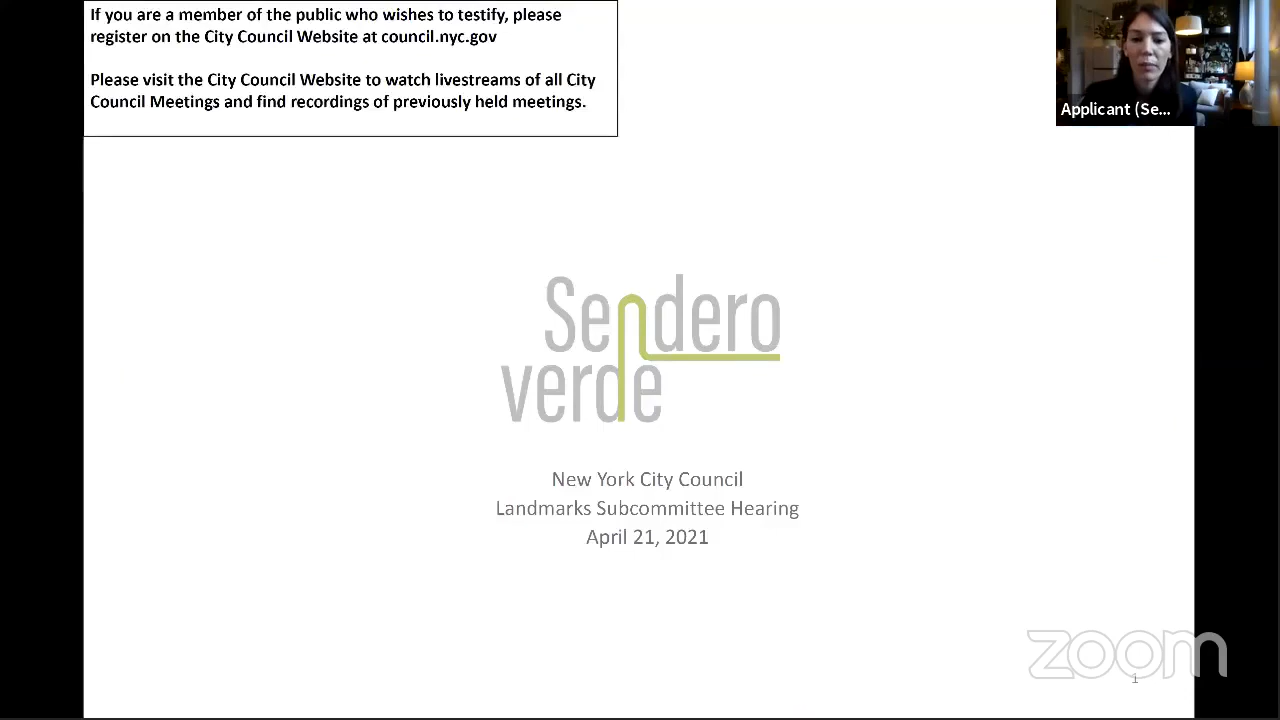 If you are a member of the public who wishes to testify, please
register on the City Council Website at council.nyc.gov
Please visit the City Council Website to watch livestreams of all City
Council Meetings and find recordings of previously held meetings.
Applicant (Se...
Sendero
verde
New York City Council
Landmarks Subcommittee Hearing
April 21, 2021
zoom
1